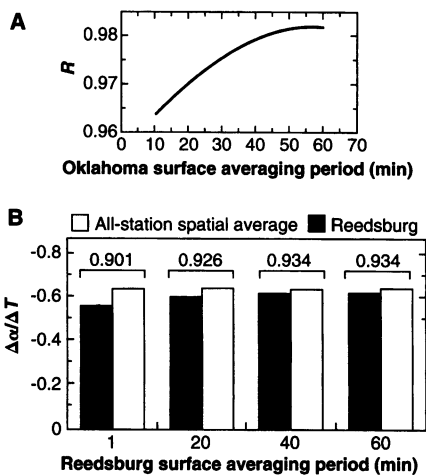 A
R
0.98
0.97
0.96
0 10 20 30 40 50 60 70
Oklahoma surface averaging period (min)
B
All-station spatial average Reedsburg
Δα/ΔT
-0.8
-0.6
-0.4
-0.2
0
0.901 0.926 0.934 0.934
1 20 40 60
Reedsburg surface averaging period (min)